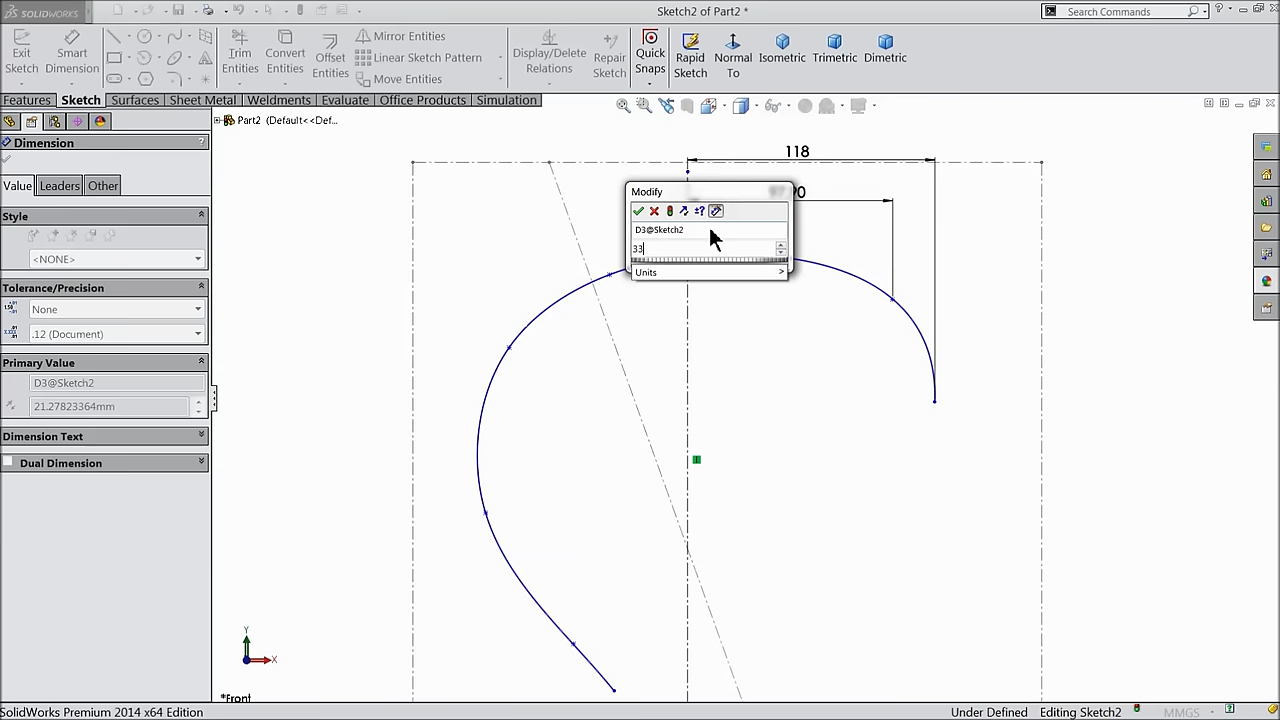 SOLIDWORKS
Sketch2 of Part2 *
Search Commands
Exit Sketch
Smart Dimension
Trim Entities
Convert Entities
Offset Entities
Mirror Entities
Linear Sketch Pattern
Move Entities
Display/Delete Relations
Repair Sketch
Quick Snaps
Rapid Sketch
Normal To
Isometric
Trimetric
Dimetric
Features
Sketch
Surfaces
Sheet Metal
Weldments
Evaluate
Office Products
Simulation
Part2 (Default<<Def...
Dimension
?
Value
Leaders
Other
Style
<NONE>
Tolerance/Precision
None
.12 (Document)
Primary Value
D3@Sketch2
21.27823364mm
Dimension Text
Dual Dimension
118
Modify
D3@Sketch2
33
Units >
Y
X
*Front
SolidWorks Premium 2014 x64 Edition
Under Defined
Editing Sketch2
MMGS